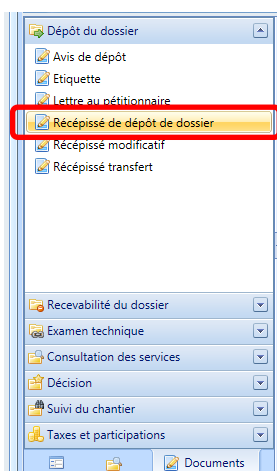 Dépôt du dossier
Avis de dépôt
Etiquette
Lettre au pétitionnaire
Récépissé de dépôt de dossier
Récépissé modificatif
Récépissé transfert
Recevabilité du dossier
Examen technique
Consultation des services
Décision
Suivi du chantier
Taxes et participations
Documents